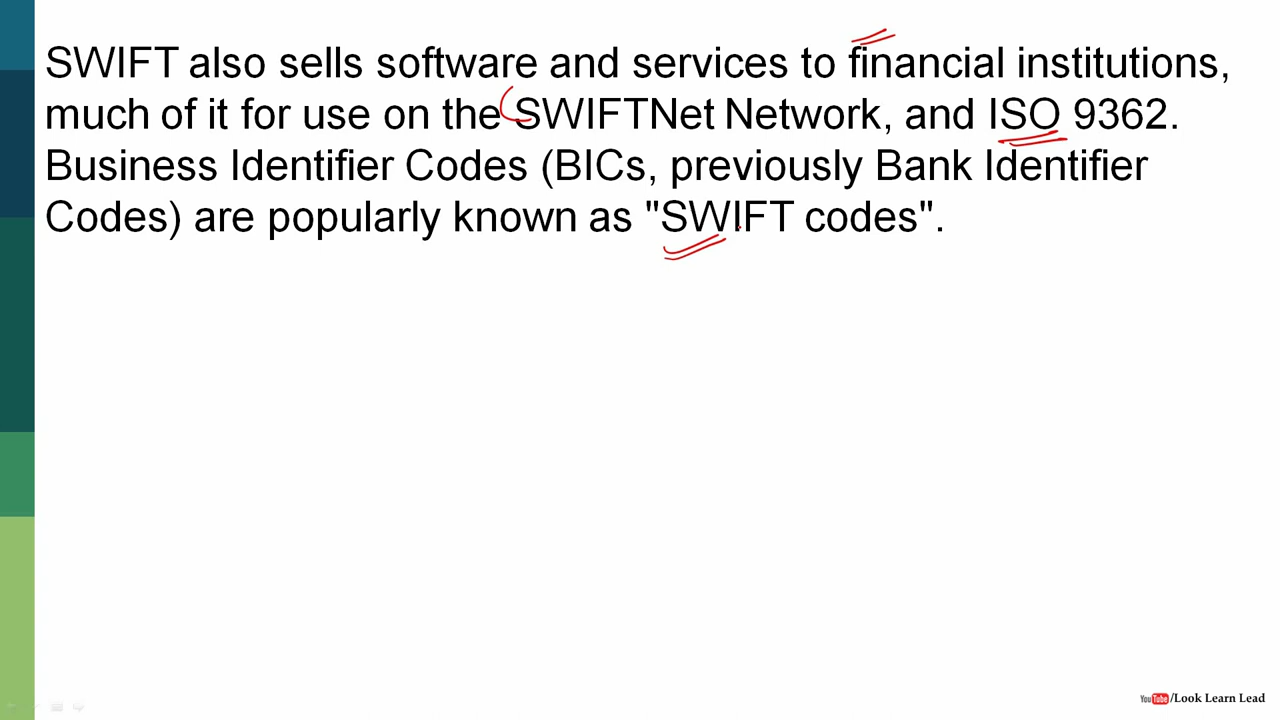 SWIFT also sells software and services to financial institutions,
much of it for use on the SWIFTNet Network, and ISO 9362.
Business Identifier Codes (BICs, previously Bank Identifier
Codes) are popularly known as "SWIFT codes".
YouTube/Look Learn Lead